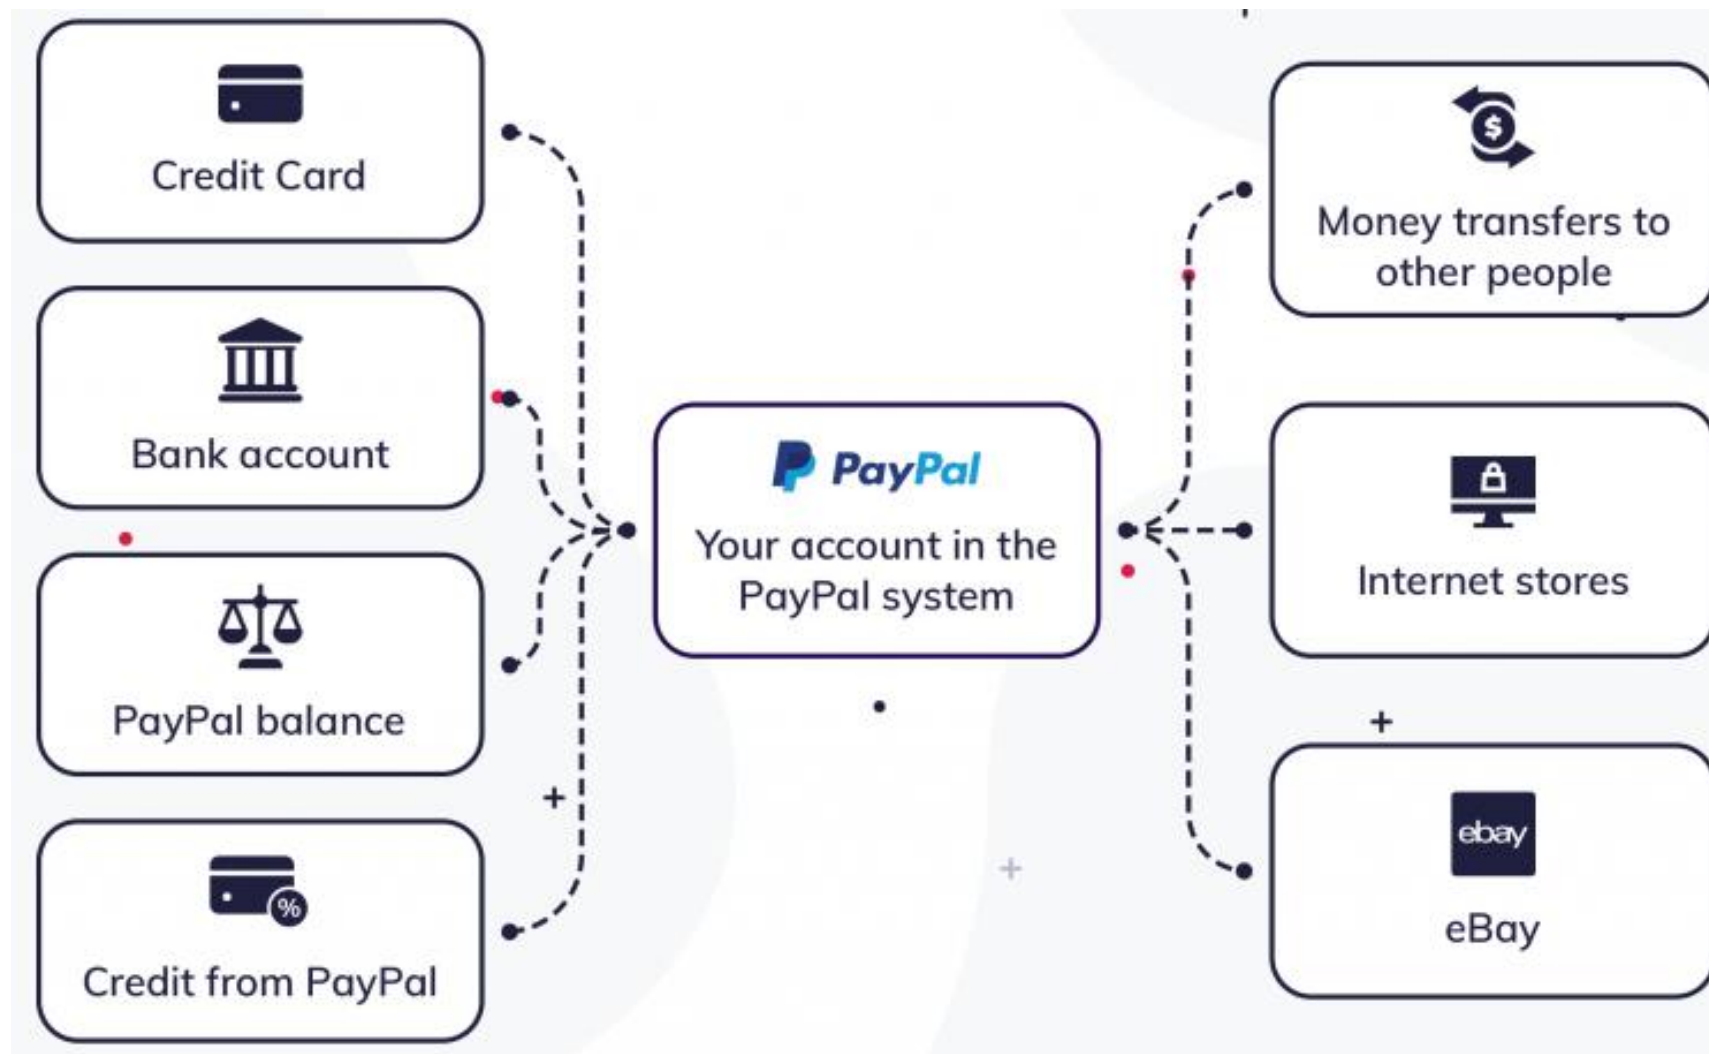 Credit Card
Bank account
PayPal balance
%
Credit from PayPal
PayPal
Your account in the
PayPal system
$
Money transfers to
other people
Internet stores
ebay
eBay